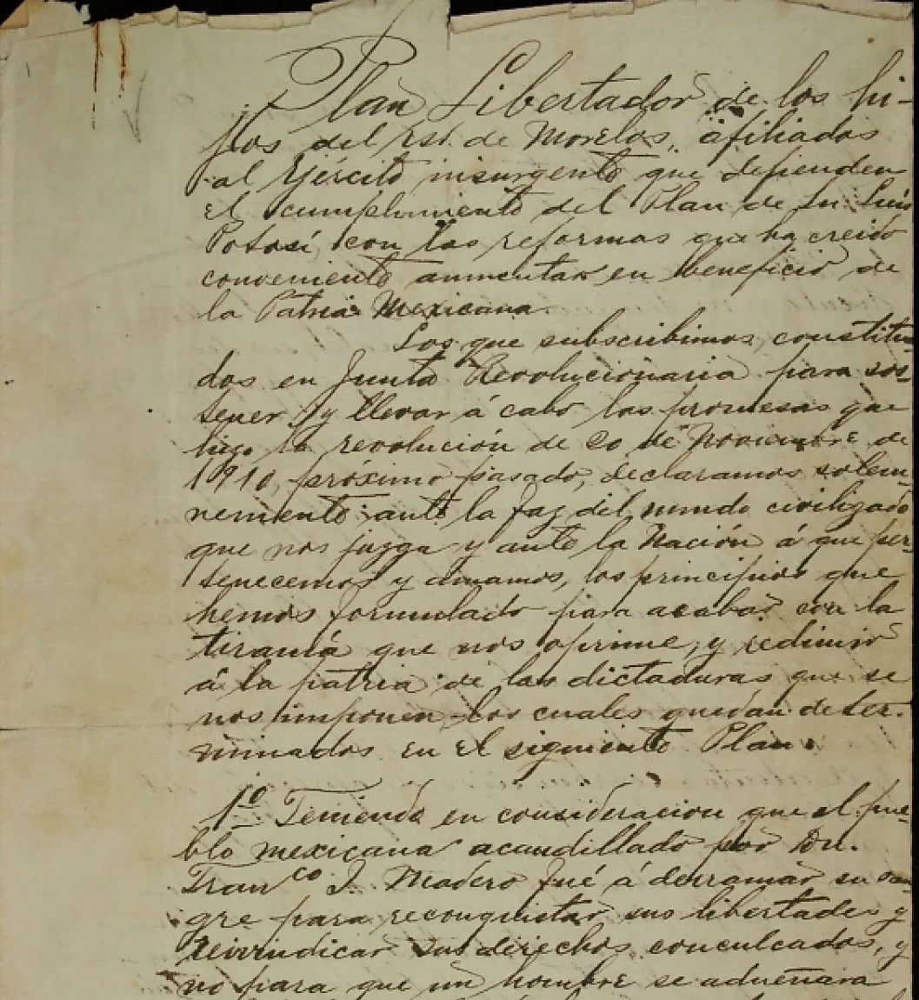 Plan Libertador de los hi-
jos del Est. de Morelos, afiliados
al Ejército insurgente que defienden
el cumplimiento del Plan de Sn Luis
Potosí con las reformas que ha creido
conveniente aumentar en beneficio de
la Patria Mexicana.
Los que subscribimos, constitui
dos en Junta Revolucionaria para sos-
tener y llevar á cabo las promesas que
hizo la revolución de 20 de Noviembre de
1910, próximo pasado, declaramos solem-
nemente ante la faz del mundo civilizado
que nos juzga y ante la Nación á que per-
tenecemos y amamos, los principios que
hemos formulado para acabar con la
tiranía que nos oprime, y redimir
á la patria de las dictaduras que se
nos imponen los cuales quedan deter-
minados en el siguiente Plan.
1º Teniendo en consideracion que el pue-
blo mexicano acaudillado por Dn.
Franco I. Madero fué á derramar su san-
gre para reconquistar sus libertades y
reivindicar sus derechos conculcados, y
no para que un hombre se adueñara